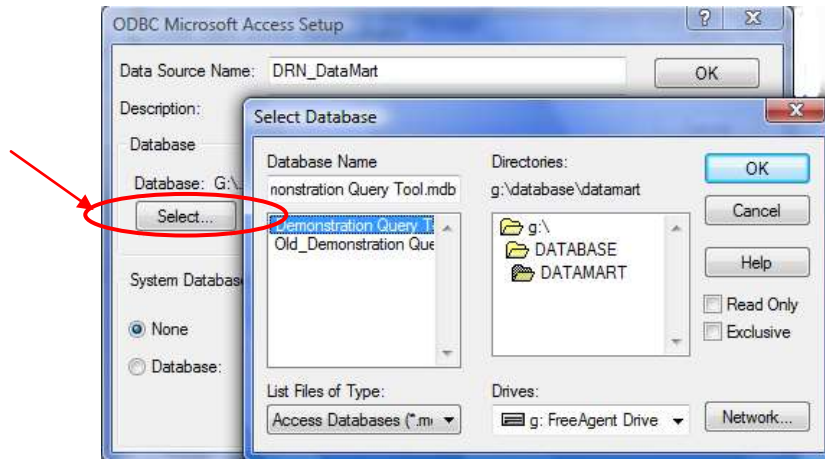 ODBC Microsoft Access Setup
Data Source Name: DRN_DataMart
OK
Description:
Database
Database: G:\..
Select...
System Databas
None
Database:
Select Database
Database Name
nonstration Query Tool.mdb
Demonstration Query T
Old_Demonstration Que
List Files of Type:
Access Databases (*.m
Directories:
g:\database\datamart
g:\
DATABASE
DATAMART
Drives:
g: FreeAgent Drive
OK
Cancel
Help
Read Only
Exclusive
Network...